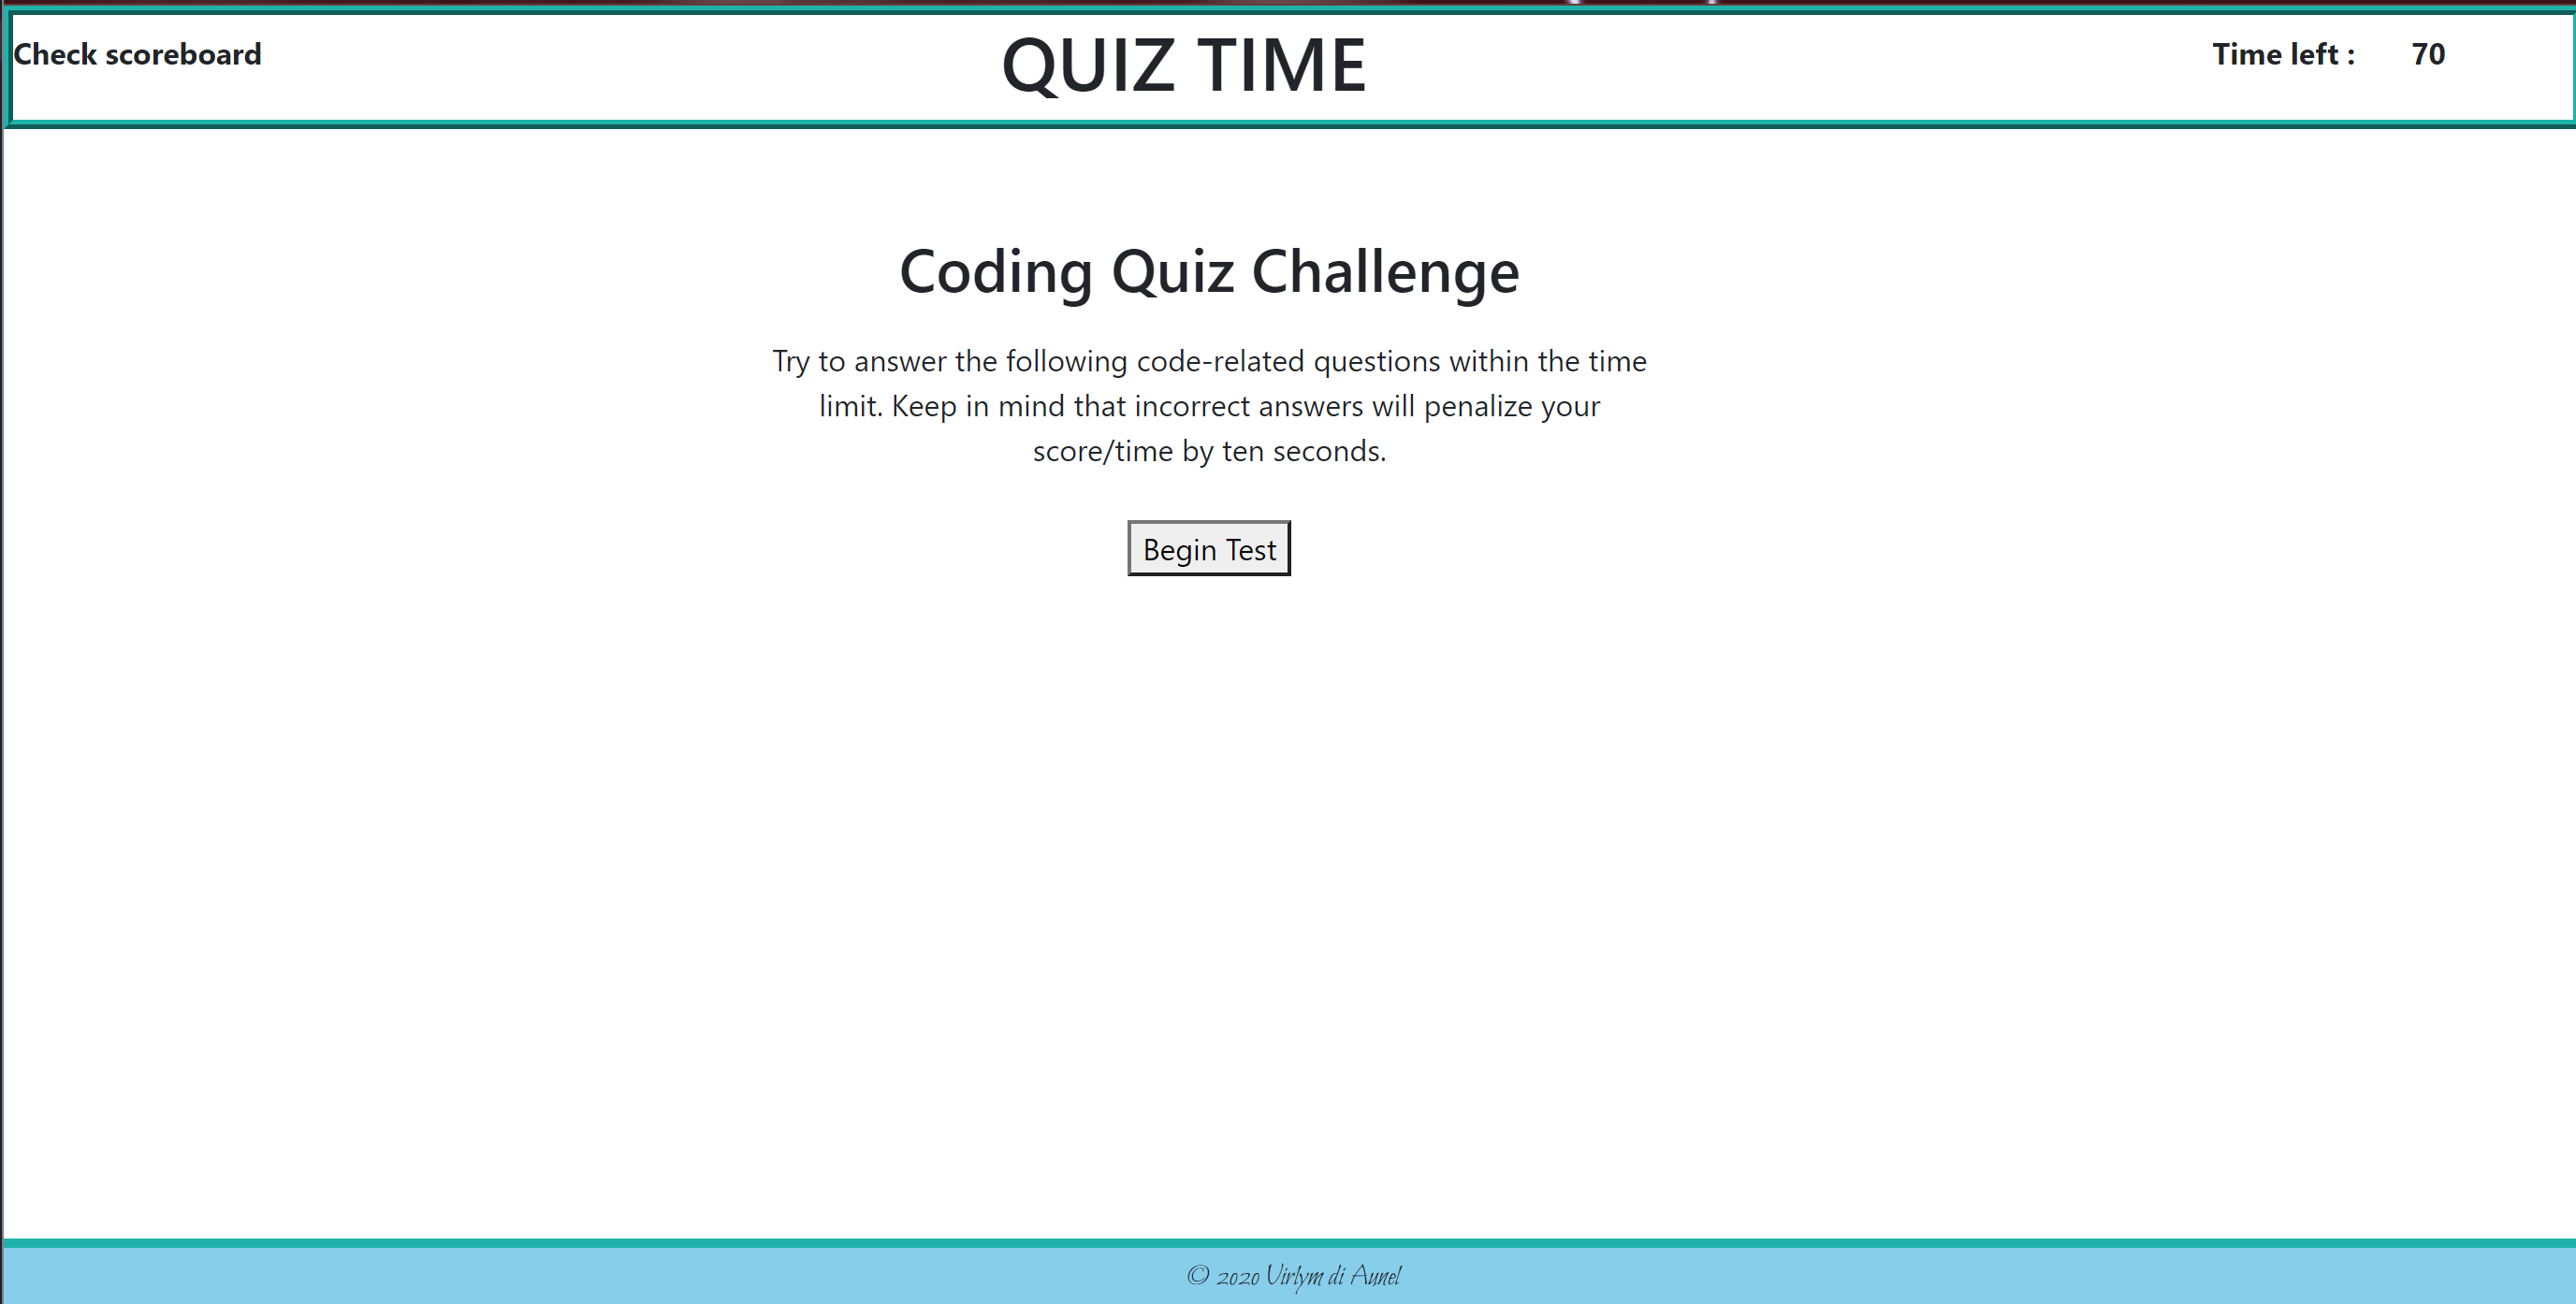 Check scoreboard
QUIZ TIME
Time left : 70
Coding Quiz Challenge
Try to answer the following code-related questions within the time
limit. Keep in mind that incorrect answers will penalize your
score/time by ten seconds.
Begin Test
© 2020 Virlym di Aunel